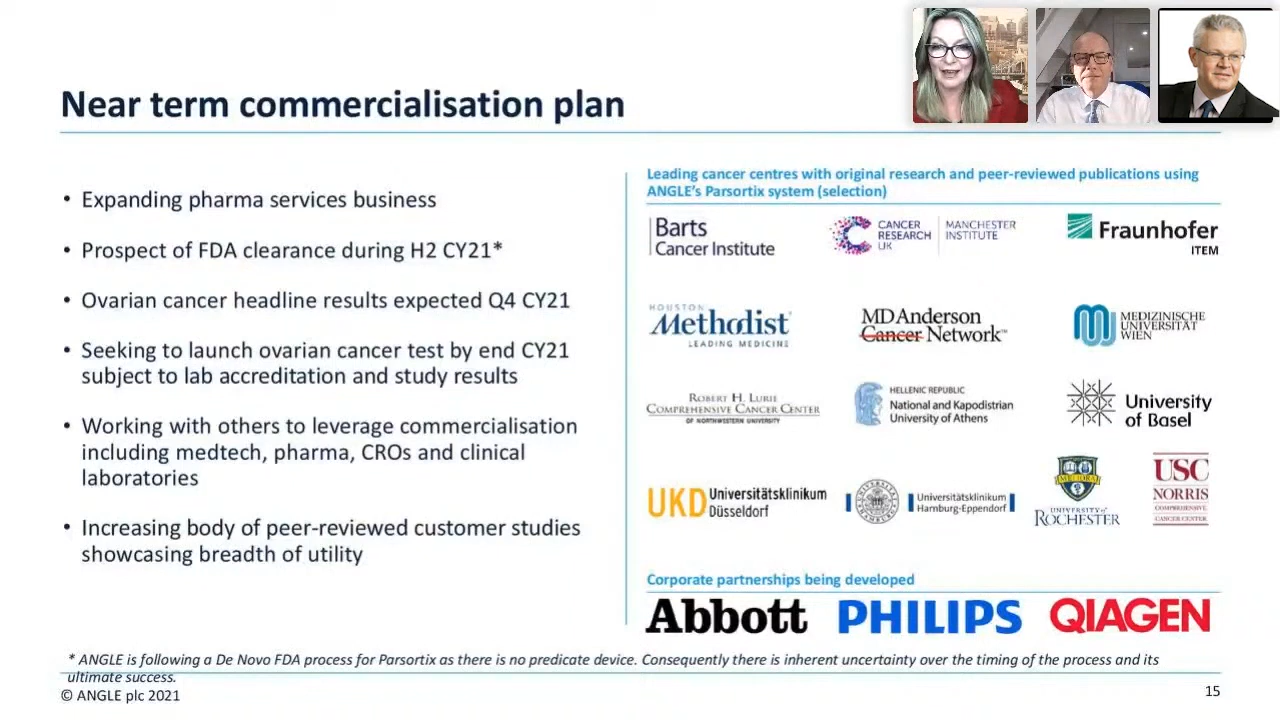 Near term commercialisation plan
• Expanding pharma services business
• Prospect of FDA clearance during H2 CY21*
• Ovarian cancer headline results expected Q4 CY21
• Seeking to launch ovarian cancer test by end CY21
subject to lab accreditation and study results
• Working with others to leverage commercialisation
including medtech, pharma, CROs and clinical
laboratories
• Increasing body of peer-reviewed customer studies
showcasing breadth of utility
Leading cancer centres with original research and peer-reviewed publications using
ANGLE's Parsortix system (selection)
Barts
Cancer Institute
CANCER
RESEARCH
UK
MANCHESTER
INSTITUTE
Fraunhofer
ITEM
HOUSTON
Methodist
LEADING MEDICINE
MD Anderson
Cancer Network™
MEDIZINISCHE
UNIVERSITÄT
WIEN
ROBERT H. LURIE
COMPREHENSIVE CANCER CENTER
OF NORTHWESTERN UNIVERSITY
HELLENIC REPUBLIC
National and Kapodistrian
University of Athens
University
of Basel
UKD Universitätsklinikum
Düsseldorf
Universitätsklinikum
Hamburg-Eppendorf
MELIORA
UNIVERSITY of
ROCHESTER
USC
NORRIS
COMPREHENSIVE
CANCER CENTER
Corporate partnerships being developed
Abbott
PHILIPS
QIAGEN
* ANGLE is following a De Novo FDA process for Parsortix as there is no predicate device. Consequently there is inherent uncertainty over the timing of the process and its
ultimate success.
© ANGLE plc 2021
15